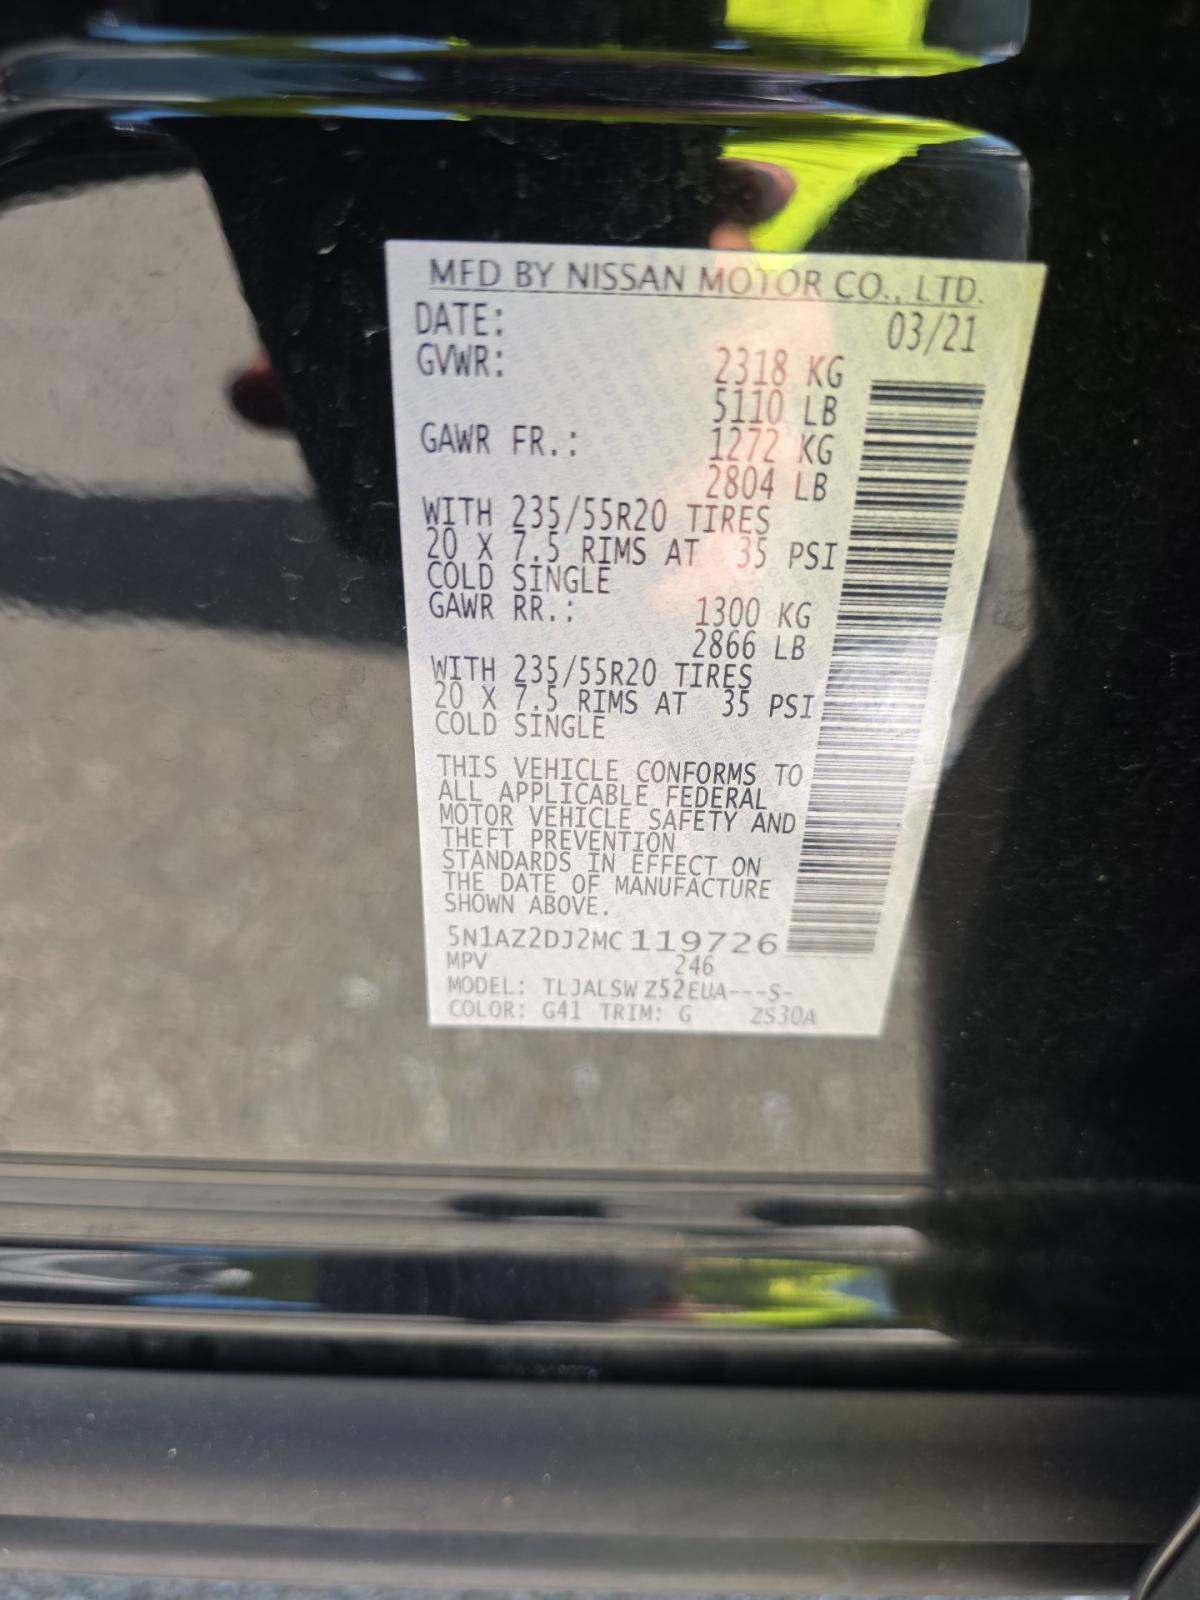 MFD BY NISSAN MOTOR CO., LTD.
DATE: 03/21
GVWR: 2318 KG
5110 LB
GAWR FR.: 1272 KG
2804 LB
WITH 235/55R20 TIRES
20 X 7.5 RIMS AT 35 PSI
COLD SINGLE
GAWR RR.: 1300 KG
2866 LB
WITH 235/55R20 TIRES
20 X 7.5 RIMS AT 35 PSI
COLD SINGLE
THIS VEHICLE CONFORMS TO
ALL APPLICABLE FEDERAL
MOTOR VEHICLE SAFETY AND
THEFT PREVENTION
STANDARDS IN EFFECT ON
THE DATE OF MANUFACTURE
SHOWN ABOVE.
5N1AZ2DJ2MC119726
MPV 246
MODEL: TLJALSWZ52EUA---S-
COLOR: G41 TRIM: G ZS30A